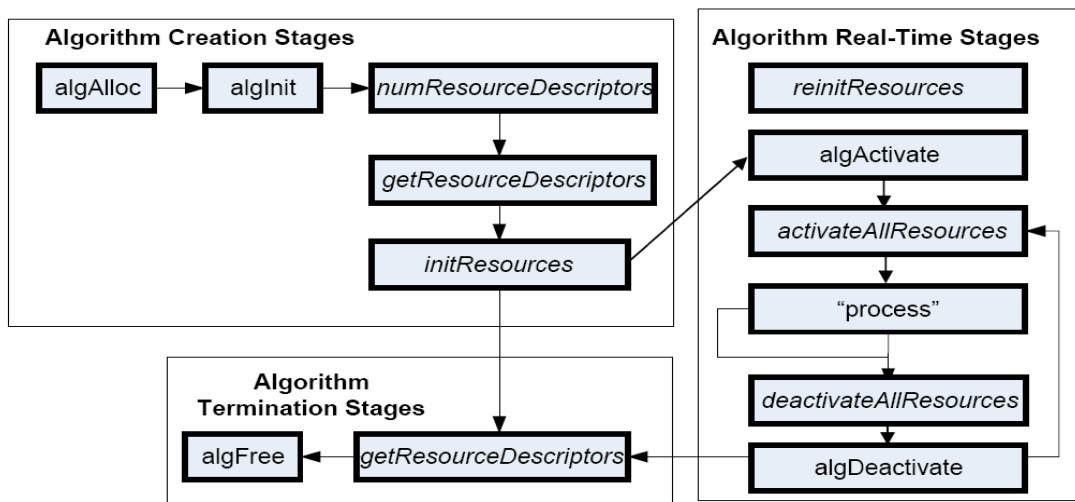 Algorithm Creation Stages
algAlloc
algInit
numResourceDescriptors
getResourceDescriptors
initResources
Algorithm Real-Time Stages
reinitResources
algActivate
activateAllResources
“process”
deactivateAllResources
algDeactivate
Algorithm
Termination Stages
algFree
getResourceDescriptors